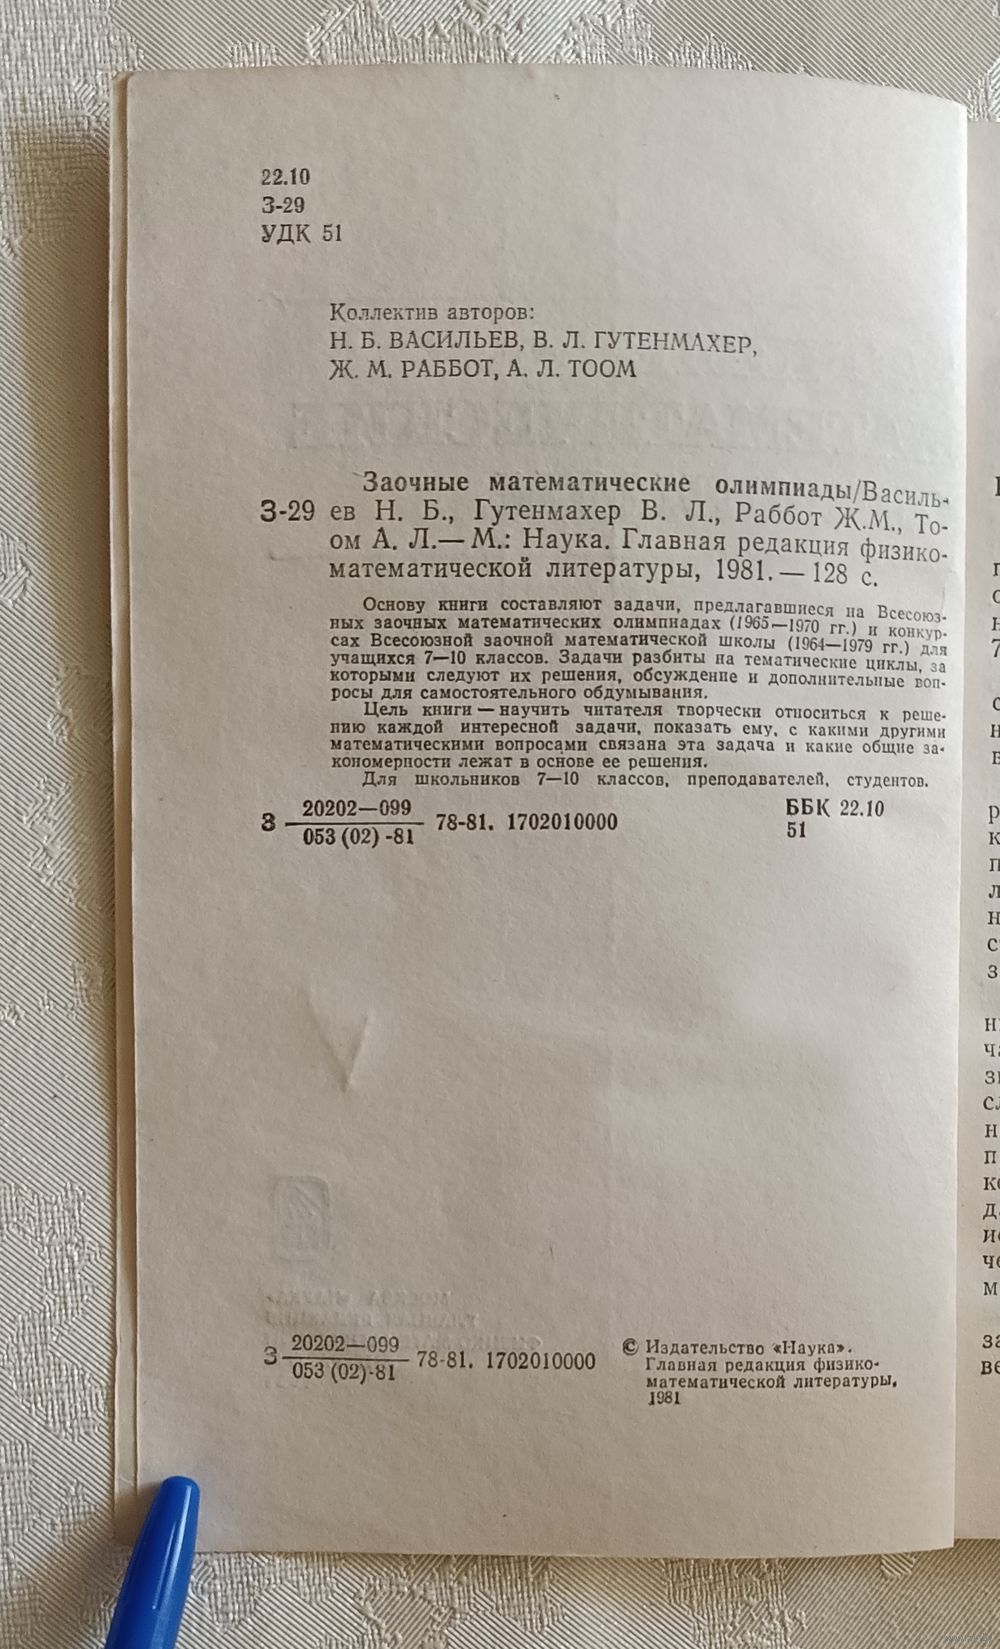 22.10
З-29
УДК 51
Коллектив авторов:
Н. Б. ВАСИЛЬЕВ, В. Л. ГУТЕНМАХЕР,
Ж. М. РАББОТ, А. Л. ТООМ
Заочные математические олимпиады/Василь-
З-29 ев Н. Б., Гутенмахер В. Л., Раббот Ж.М., То-
ом А. Л.— М.: Наука. Главная редакция физико-
математической литературы, 1981. — 128 с.
Основу книги составляют задачи, предлагавшиеся на Всесоюз-
ных заочных математических олимпиадах (1965—1970 гг.) и конкур-
сах Всесоюзной заочной математической школы (1964—1979 гг.) для
учащихся 7—10 классов. Задачи разбиты на тематические циклы, за
которыми следуют их решения, обсуждение и дополнительные воп-
росы для самостоятельного обдумывания.
Цель книги — научить читателя творчески относиться к реше-
нию каждой интересной задачи, показать ему, с какими другими
математическими вопросами связана эта задача и какие общие за-
кономерности лежат в основе ее решения.
Для школьников 7—10 классов, преподавателей, студентов.
З 20202—099 / 053 (02) -81 78-81. 1702010000
ББК 22.10
51
З 20202—099 / 053 (02)-81 78-81. 1702010000
© Издательство «Наука».
Главная редакция физико-
математической литературы,
1981